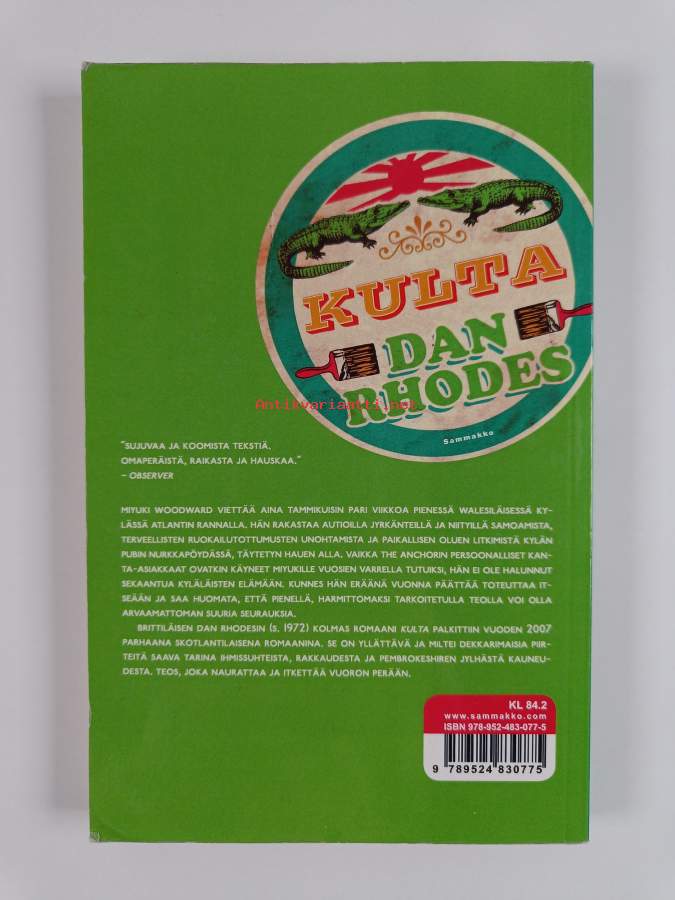 KULTA
DAN
RHODES
Antikvariaatti.net
Sammakko
"SUJUVAA JA KOOMISTA TEKSTIÄ.
OMAPERÄISTÄ, RAIKASTA JA HAUSKAA."
– OBSERVER
MIYUKI WOODWARD VIETTÄÄ AINA TAMMIKUISIN PARI VIIKKOA PIENESSÄ WALESILÄISESSÄ KY-
LÄSSÄ ATLANTIN RANNALLA. HÄN RAKASTAA AUTIOILLA JYRKÄNTEILLÄ JA NIITYILLÄ SAMOAMISTA,
TERVEELLISTEN RUOKAILUTOTTUMUSTEN UNOHTAMISTA JA PAIKALLISEN OLUEN LITKIMISTÄ KYLÄN
PUBIN NURKKAPÖYDÄSSÄ, TÄYTETYN HAUEN ALLA. VAIKKA THE ANCHORIN PERSOONALLISET KAN-
TA-ASIAKKAAT OVATKIN KÄYNEET MIYUKILLE VUOSIEN VARRELLA TUTUIKSI, HÄN EI OLE HALUNNUT
SEKAANTUA KYLÄLÄISTEN ELÄMÄÄN. KUNNES HÄN ERÄÄNÄ VUONNA PÄÄTTÄÄ TOTEUTTAA IT-
SEÄÄN JA SAA HUOMATA, ETTÄ PIENELLÄ, HARMITTOMAKSI TARKOITETULLA TEOLLA VOI OLLA
ARVAAMATTOMAN SUURIA SEURAUKSIA.
BRITTILÄISEN DAN RHODESIN (S. 1972) KOLMAS ROMAANI KULTA PALKITTIIN VUODEN 2007
PARHAANA SKOTLANTILAISENA ROMAANINA. SE ON YLLÄTTÄVÄ JA MILTEI DEKKARIMAISIA PIIR-
TEITÄ SAAVA TARINA IHMISSUHTEISTA, RAKKAUDESTA JA PEMBROKESHIREN JYLHÄSTÄ KAUNEU-
DESTA. TEOS, JOKA NAURATTAA JA ITKETTÄÄ VUORON PERÄÄN.
KL 84.2
www.sammakko.com
ISBN 978-952-483-077-5
9 789524 830775